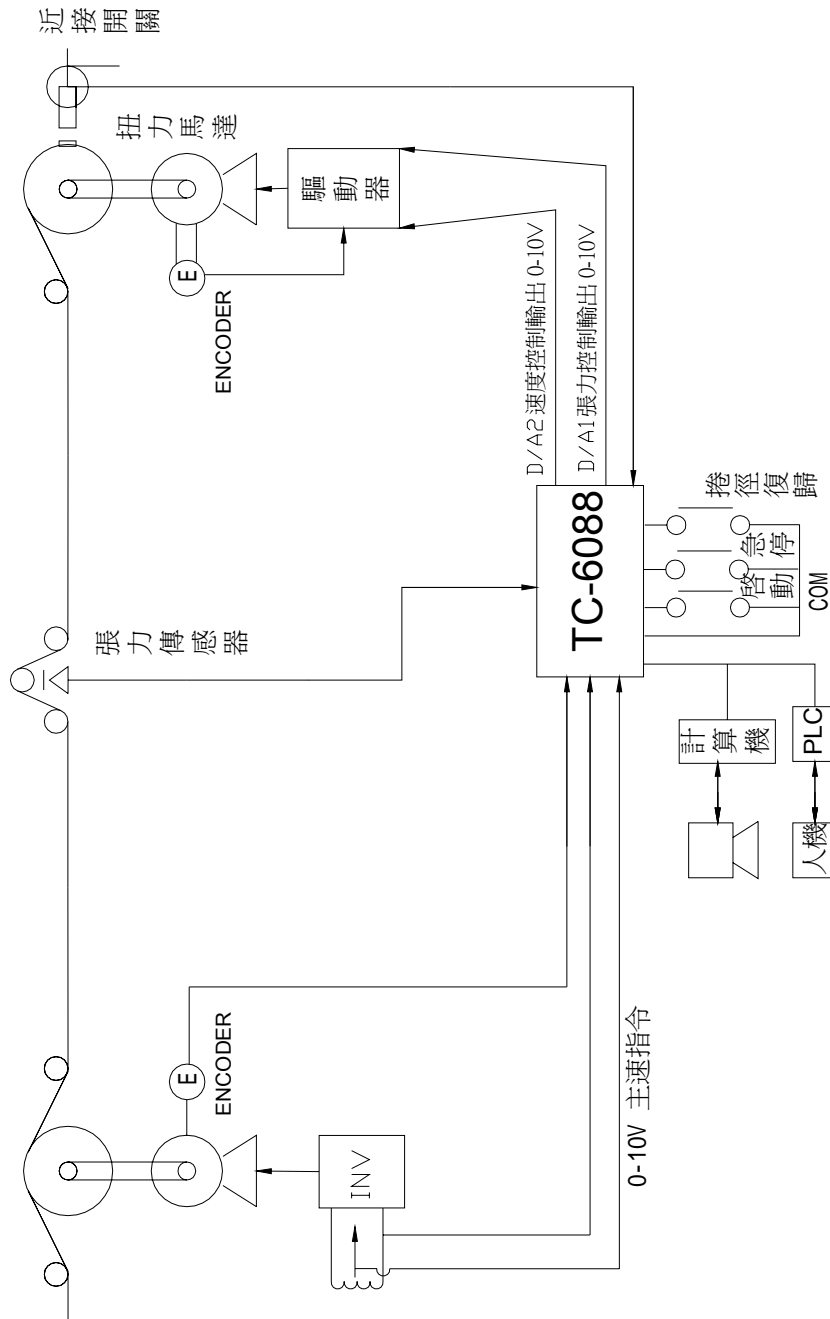 近接開關
扭力馬達
驅動器
E
ENCODER
D/A2速度控制輸出 0-10V
D/A1張力控制輸出 0-10V
張力傳感器
TC-6088
捲徑復歸
急停
啓動
COM
計算機
PLC
人機
E
ENCODER
INV
0-10V 主速指令